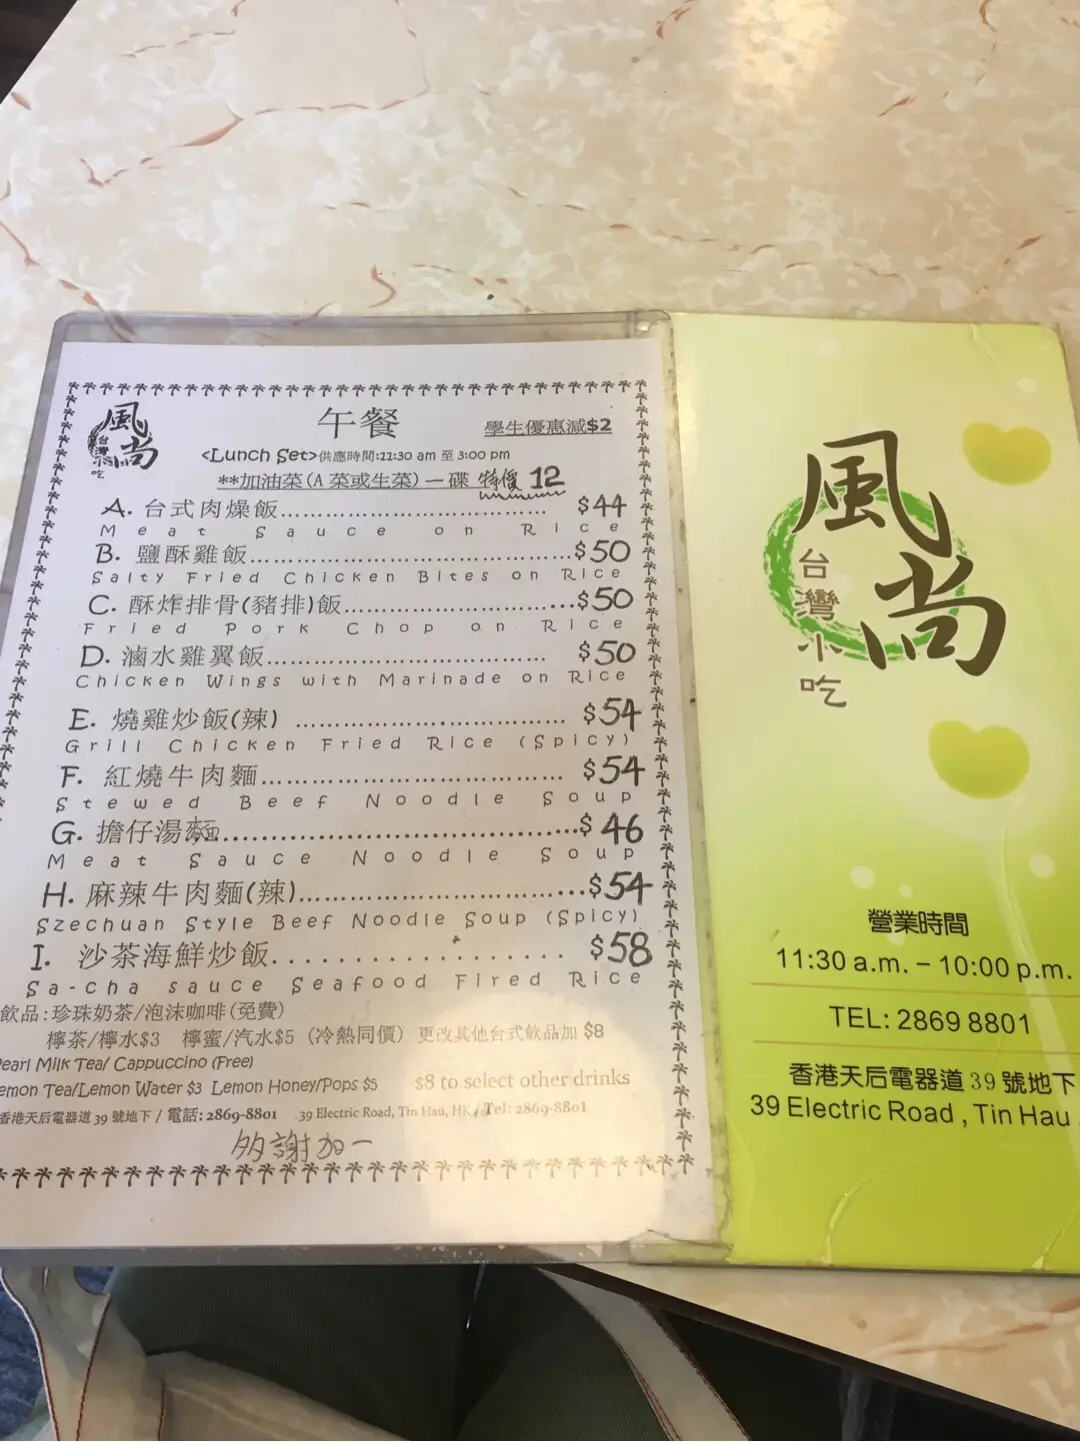 風尚
台灣小吃
午餐
學生優惠減$2
<Lunch Set>供應時間:11:30 am 至 3:00 pm
**加油菜(A 菜或生菜)一碟 特價 12
A. 台式肉燥飯 $44
Meat Sauce on Rice
B. 鹽酥雞飯 $50
Salty Fried Chicken Bites on Rice
C. 酥炸排骨(豬排)飯 $50
Fried Pork Chop on Rice
D. 滷水雞翼飯 $50
Chicken Wings with Marinade on Rice
E. 燒雞炒飯(辣) $54
Grill Chicken Fried Rice (Spicy)
F. 紅燒牛肉麵 $54
Stewed Beef Noodle Soup
G. 擔仔湯麵 $46
Meat Sauce Noodle Soup
H. 麻辣牛肉麵(辣) $54
Szechuan Style Beef Noodle Soup (Spicy)
I. 沙茶海鮮炒飯 $58
Sa-cha sauce Seafood Fired Rice
飲品:珍珠奶茶/泡沫咖啡(免費)
檸茶/檸水$3 檸蜜/汽水$5 (冷熱同價) 更改其他台式飲品加 $8
Pearl Milk Tea/ Cappuccino (Free)
Lemon Tea/Lemon Water $3 Lemon Honey/Pops $5 $8 to select other drinks
香港天后電器道 39 號地下 / 電話: 2869-8801 39 Electric Road, Tin Hau, HK / Tel: 2869-8801
多謝加一
風尚
台灣小吃
營業時間
11:30 a.m. – 10:00 p.m.
TEL: 2869 8801
香港天后電器道 39 號地下
39 Electric Road , Tin Hau